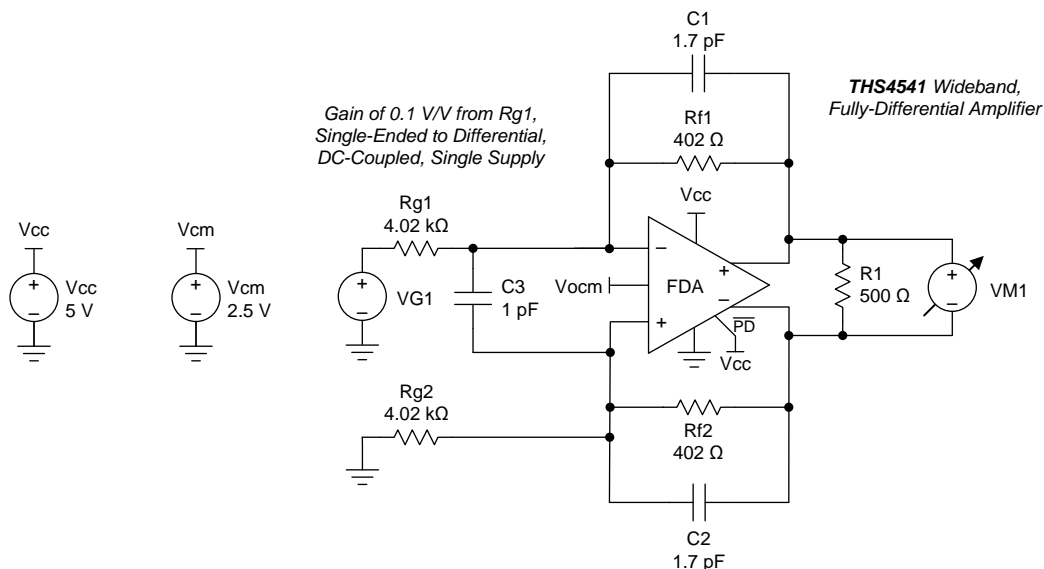 C1
1.7 pF
THS4541 Wideband,
Fully-Differential Amplifier
Gain of 0.1 V/V from Rg1,
Single-Ended to Differential,
DC-Coupled, Single Supply
Rf1
402 Ω
Vcc
Vcc
+
Vcc
5 V
−
Vcm
+
Vcm
2.5 V
−
Rg1
4.02 kΩ
+
VG1
−
C3
1 pF
Vocm
−
+
FDA
+
−
PD
Vcc
R1
500 Ω
+
VM1
−
Rg2
4.02 kΩ
Rf2
402 Ω
C2
1.7 pF